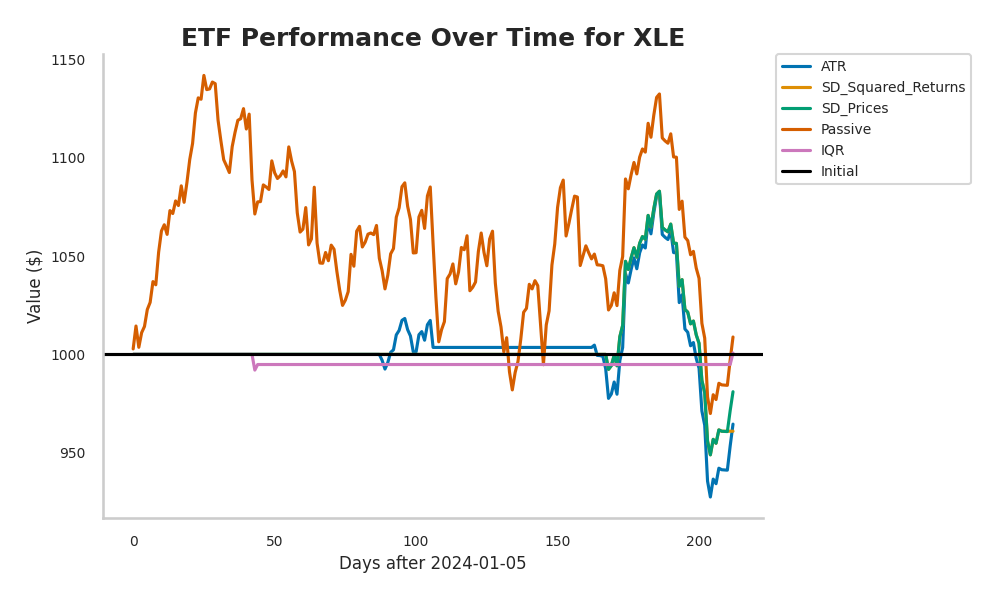 ETF Performance Over Time for XLE
1150
1100
1050
1000
950
Value ($)
0 50 100 150 200
Days after 2024-01-05
ATR
SD_Squared_Returns
SD_Prices
Passive
IQR
Initial